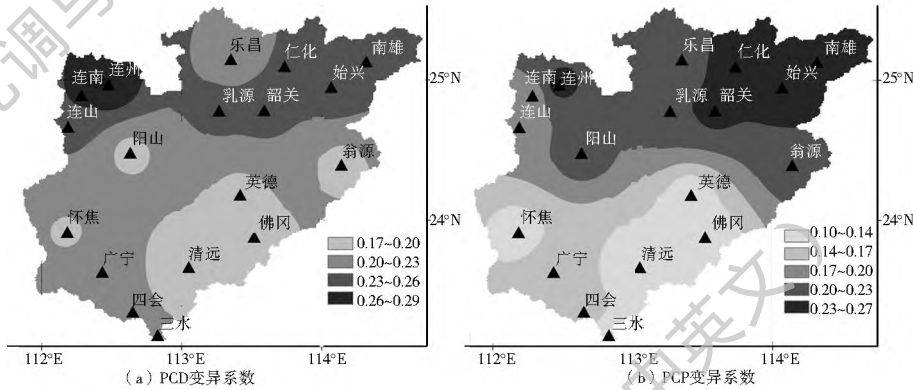 乐昌
仁化
南雄
连南
连州
始兴
25°N
乳源
韶关
连山
阳山
翁源
英德
怀焦
佛冈
24°N
广宁
清远
四会
三水
0.17~0.20
0.20~0.23
0.23~0.26
0.26~0.29
112°E
113°E
114°E
(a)PCD变异系数
乐昌
仁化
南雄
连南
连州
始兴
25°N
乳源
韶关
连山
阳山
翁源
英德
怀焦
佛冈
24°N
广宁
清远
四会
三水
0.10~0.14
0.14~0.17
0.17~0.20
0.20~0.23
0.23~0.27
112°E
113°E
114°E
(b)PCP变异系数
中英文)